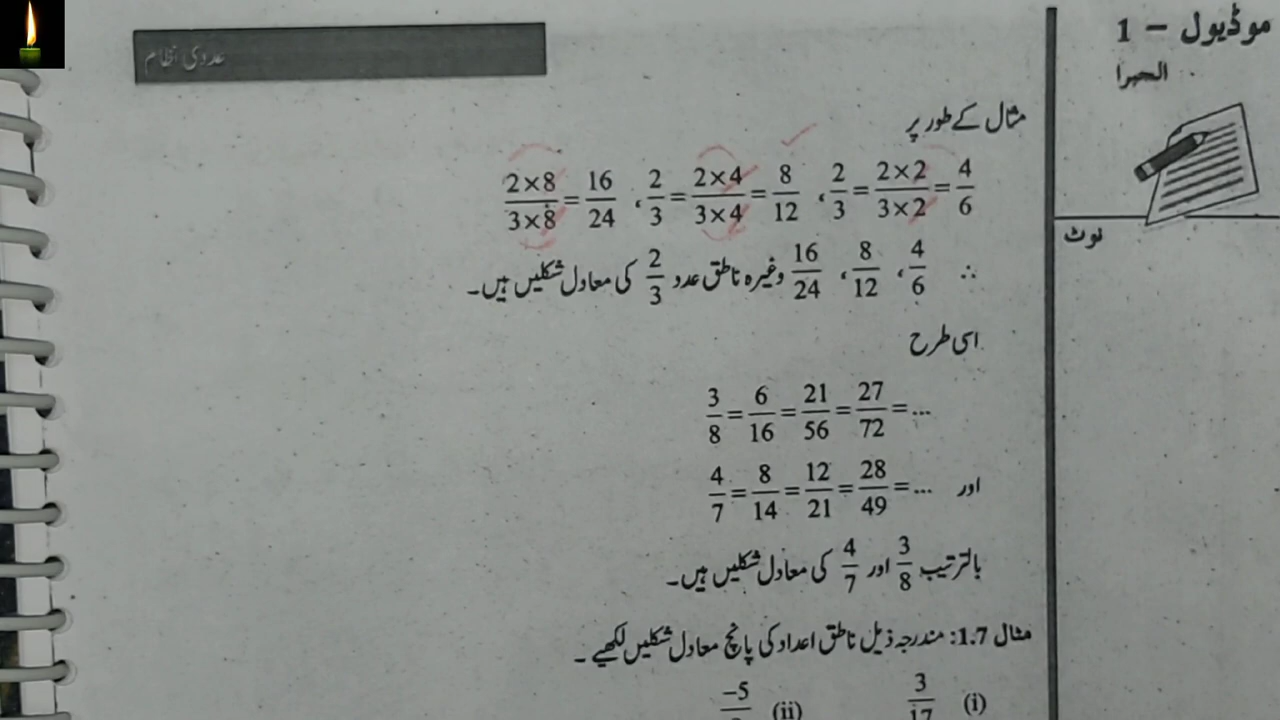 موڈیول – 1
الجبرا
نوٹ
عددی نظام
مثال کے طور پر
2×8/3×8 = 16/24 ، 2/3 = 2×4/3×4 = 8/12 ، 2/3 = 2×2/3×2 = 4/6
∴ 4/6 ، 8/12 ، 16/24 وغیرہ ناطق عدد 2/3 کی معادل شکلیں ہیں۔
اسی طرح
3/8 = 6/16 = 21/56 = 27/72 = ...
اور 4/7 = 8/14 = 12/21 = 28/49 = ...
بالترتیب 3/8 اور 4/7 کی معادل شکلیں ہیں۔
مثال 1.7: مندرجہ ذیل ناطق اعداد کی پانچ معادل شکلیں لکھیے ۔
(i) 3/17 (ii) –5/